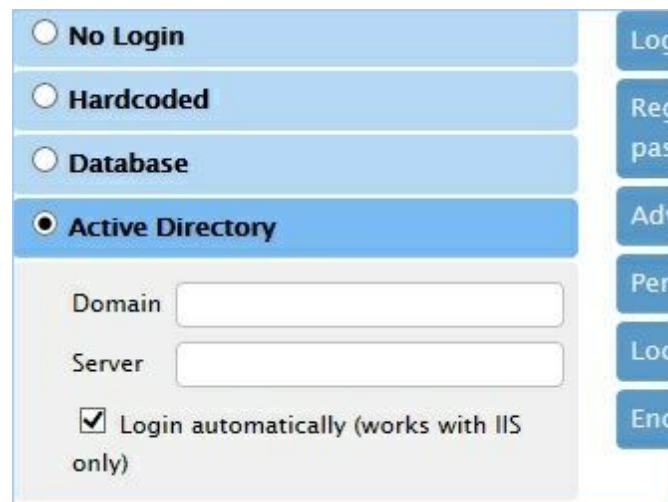 No Login
Hardcoded
Database
Active Directory
Domain
Server
Login automatically (works with IIS
only)